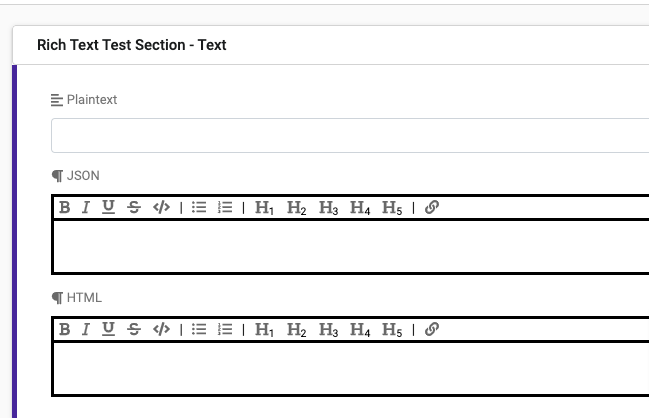 Rich Text Test Section - Text
Plaintext
¶ JSON
B I U S </> | | H1 H2 H3 H4 H5 |
¶ HTML
B I U S </> | | H1 H2 H3 H4 H5 |